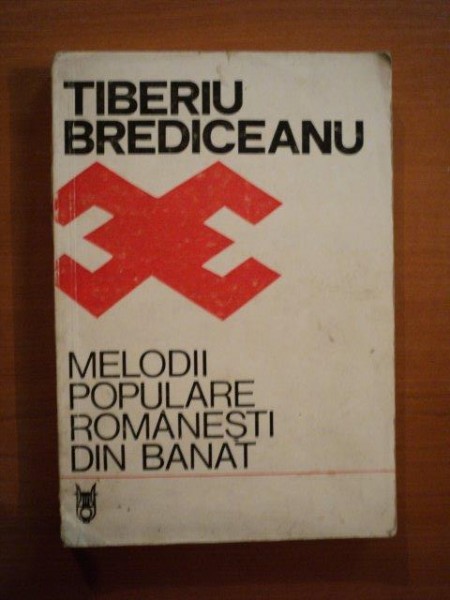 TIBERIU
BREDICEANU
MELODII
POPULARE
ROMÂNEȘTI
DIN BANAT